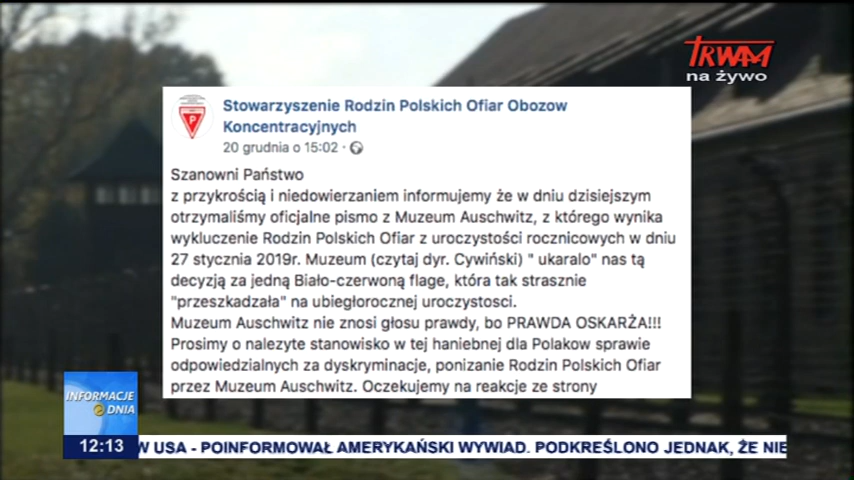 TRWAM
na żywo
Stowarzyszenie Rodzin Polskich Ofiar Obozow
Koncentracyjnych
20 grudnia o 15:02 ·
P
Szanowni Państwo
z przykrością i niedowierzaniem informujemy że w dniu dzisiejszym
otrzymaliśmy oficjalne pismo z Muzeum Auschwitz, z którego wynika
wykluczenie Rodzin Polskich Ofiar z uroczystości rocznicowych w dniu
27 stycznia 2019r. Muzeum (czytaj dyr. Cywiński) " ukaralo" nas tą
decyzją za jedną Biało-czerwoną flage, która tak strasznie
"przeszkadzała" na ubiegłorocznej uroczystosci.
Muzeum Auschwitz nie znosi głosu prawdy, bo PRAWDA OSKARŻA!!!
Prosimy o nalezyte stanowisko w tej haniebnej dla Polakow sprawie
odpowiedzialnych za dyskryminacje, ponizanie Rodzin Polskich Ofiar
przez Muzeum Auschwitz. Oczekujemy na reakcje ze strony
INFORMACJE
DNIA
12:13
W USA - POINFORMOWAŁ AMERYKAŃSKI WYWIAD. PODKREŚLONO JEDNAK, ŻE NIE